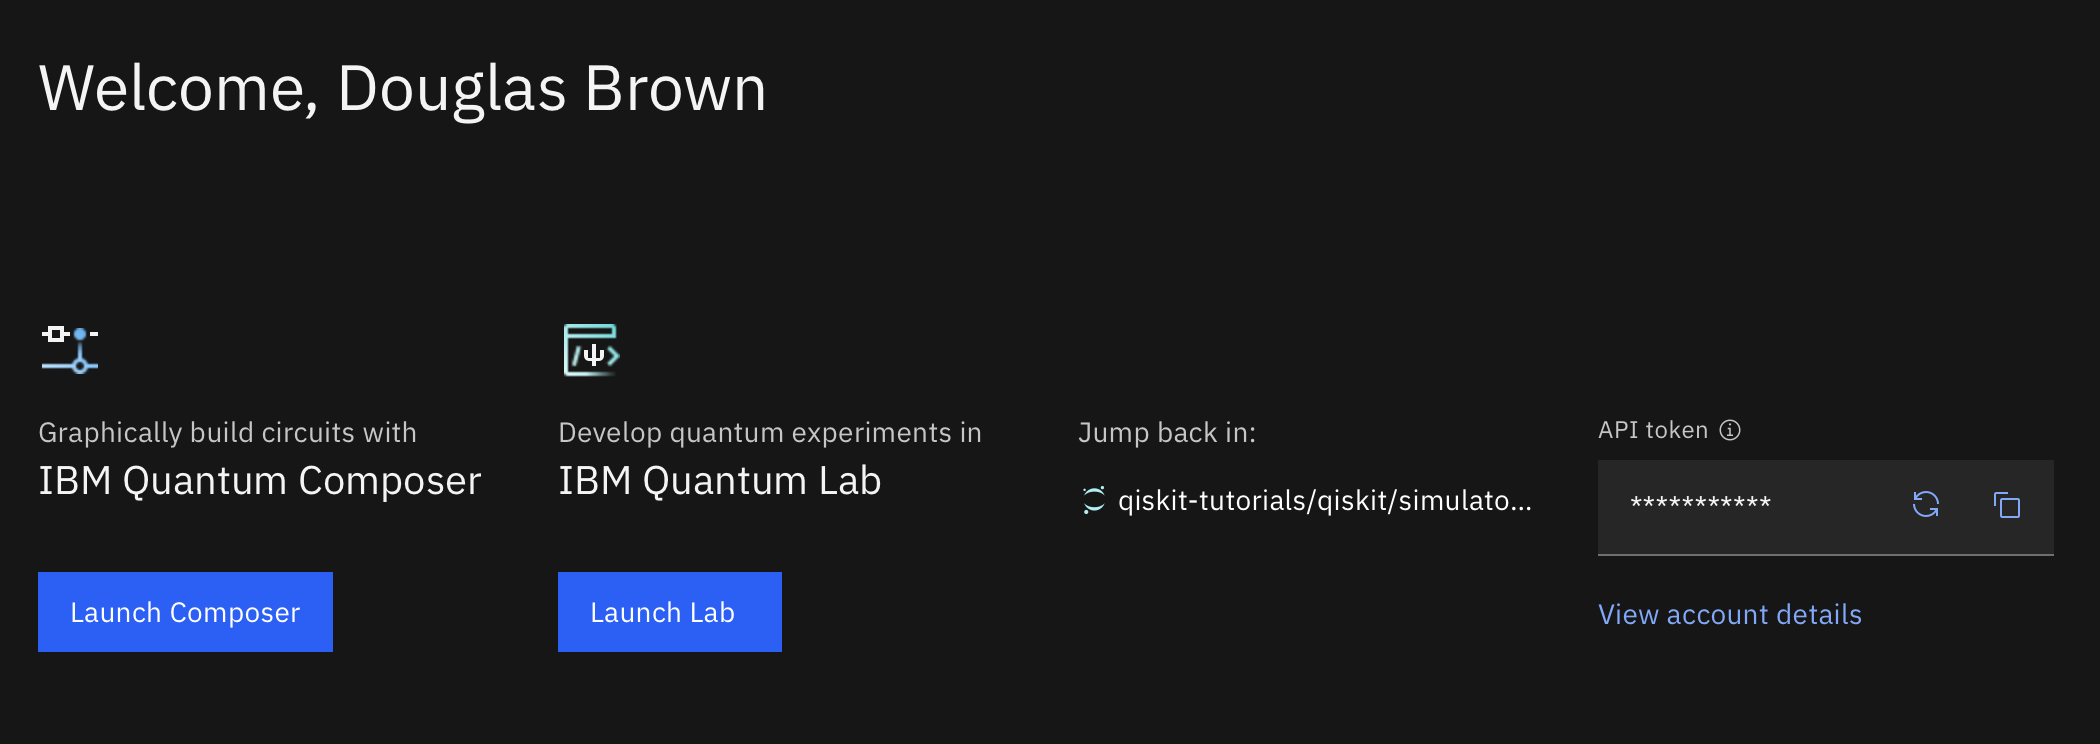 Welcome, Douglas Brown
Graphically build circuits with
IBM Quantum Composer
Launch Composer
Develop quantum experiments in
IBM Quantum Lab
Launch Lab
Jump back in:
qiskit-tutorials/qiskit/simulato...
API token
***********
View account details